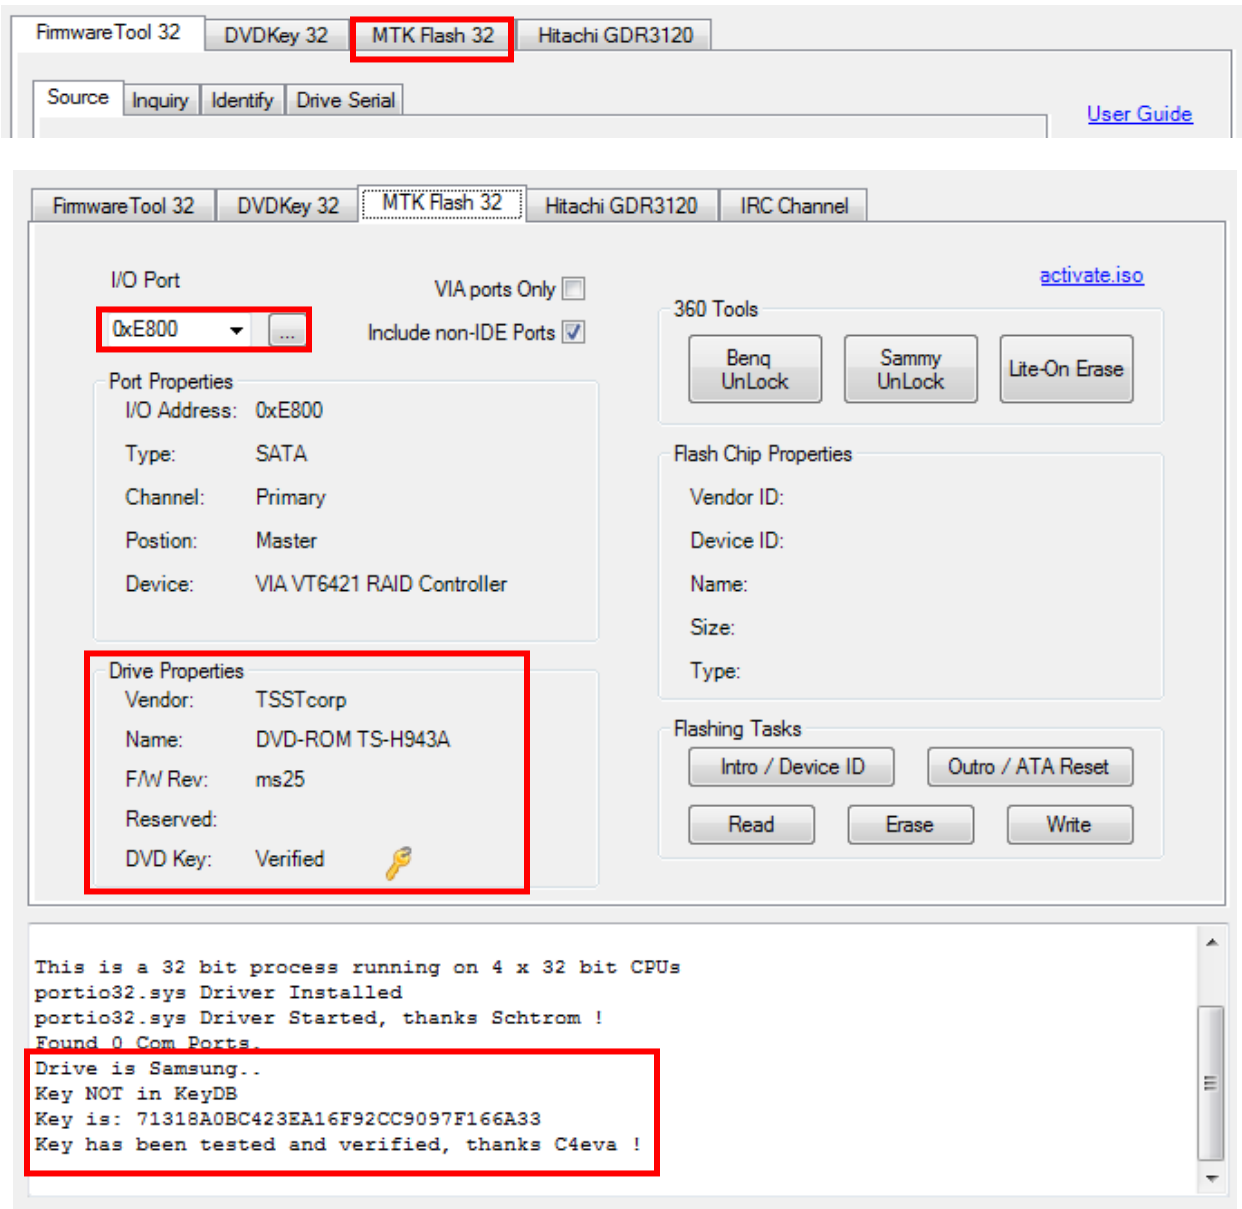 FirmwareTool 32 DVDKey 32 MTK Flash 32 Hitachi GDR3120
Source Inquiry Identify Drive Serial
User Guide
FirmwareTool 32 DVDKey 32 MTK Flash 32 Hitachi GDR3120 IRC Channel
I/O Port
VIA ports Only
activate.iso
0xE800 ...
Include non-IDE Ports
360 Tools
Benq UnLock
Sammy UnLock
Lite-On Erase
Port Properties
I/O Address: 0xE800
Type: SATA
Channel: Primary
Postion: Master
Device: VIA VT6421 RAID Controller
Flash Chip Properties
Vendor ID:
Device ID:
Name:
Size:
Type:
Drive Properties
Vendor: TSSTcorp
Name: DVD-ROM TS-H943A
F/W Rev: ms25
Reserved:
DVD Key: Verified
Flashing Tasks
Intro / Device ID Outro / ATA Reset
Read Erase Write
This is a 32 bit process running on 4 x 32 bit CPUs
portio32.sys Driver Installed
portio32.sys Driver Started, thanks Schtrom !
Found 0 Com Ports.
Drive is Samsung..
Key NOT in KeyDB
Key is: 71318A0BC423EA16F92CC9097F166A33
Key has been tested and verified, thanks C4eva !